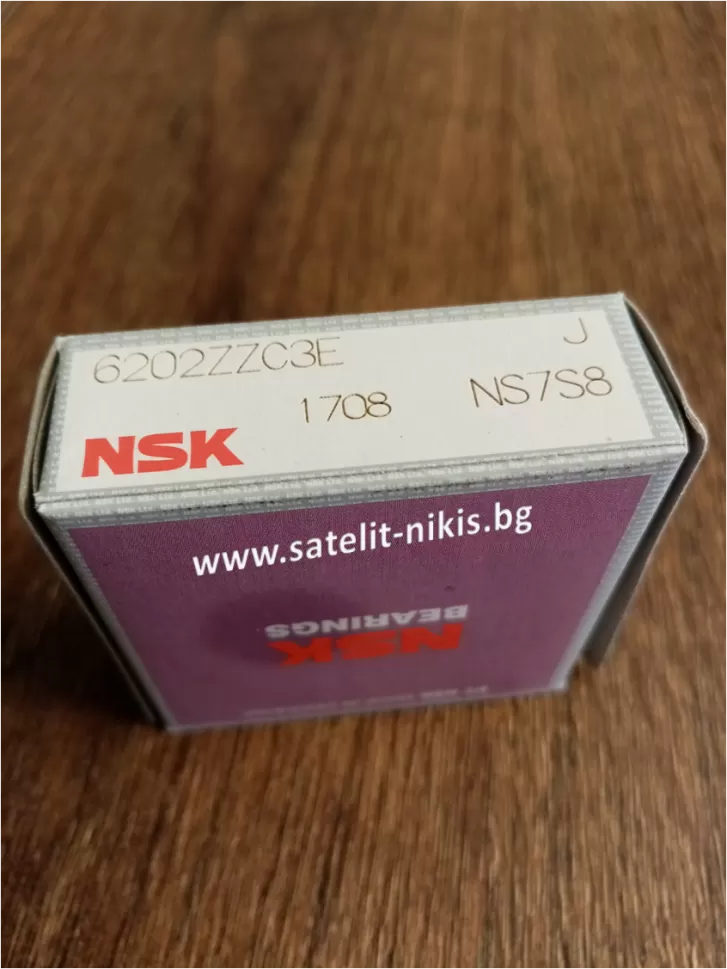 6202ZZC3E J
1708 NS7S8
NSK
www.satelit-nikis.bg
NSK
BEARINGS